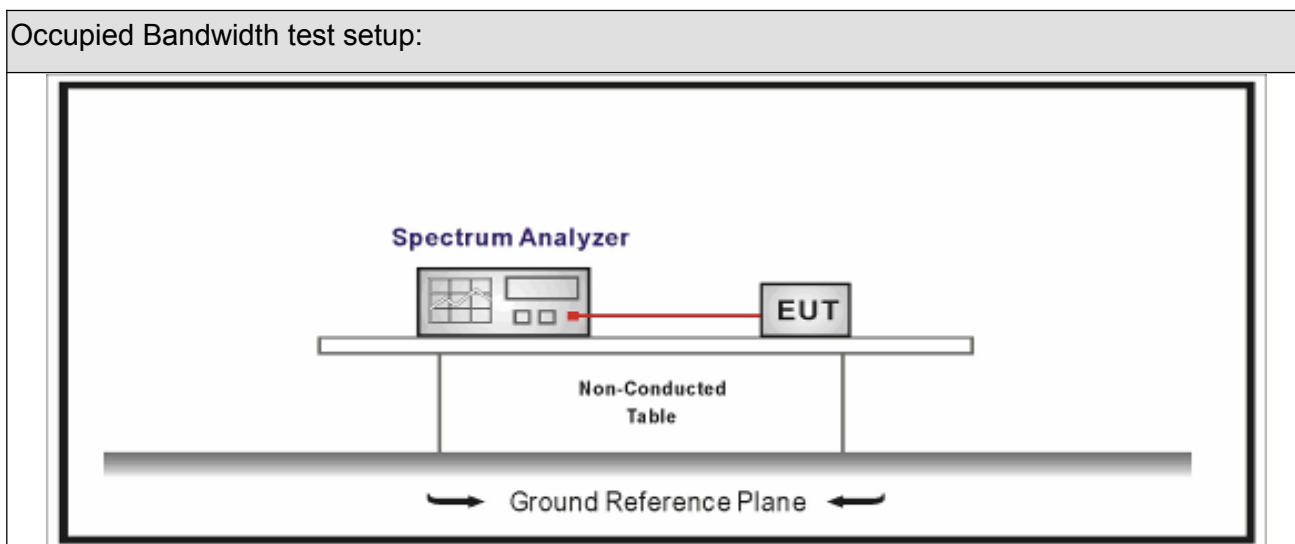 Occupied Bandwidth test setup:
Spectrum Analyzer
EUT
Non-Conducted
Table
Ground Reference Plane